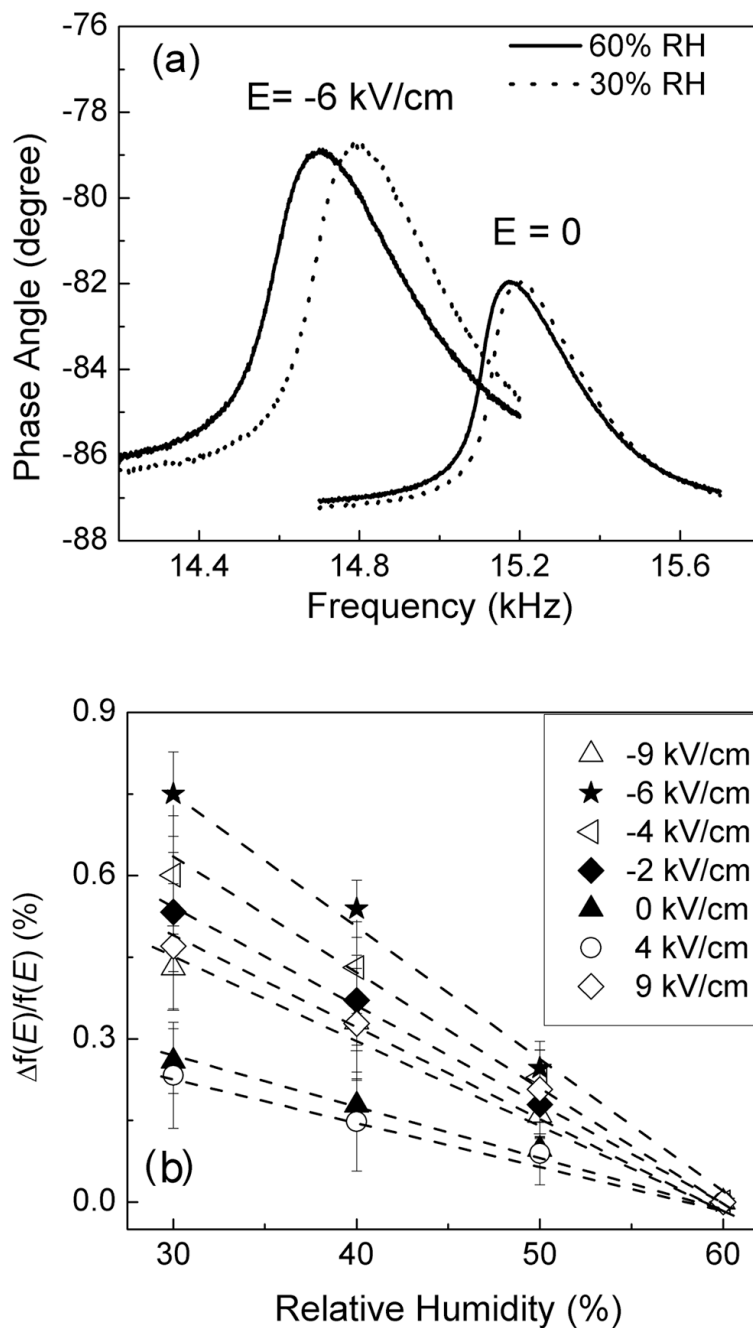 (a)
60% RH
30% RH
E= -6 kV/cm
E = 0
-76
-78
-80
-82
-84
-86
-88
Phase Angle (degree)
14.4
14.8
15.2
15.6
Frequency (kHz)
0.9
0.6
0.3
0.0
Δf(E)/f(E) (%)
-9 kV/cm
-6 kV/cm
-4 kV/cm
-2 kV/cm
0 kV/cm
4 kV/cm
9 kV/cm
(b)
30
40
50
60
Relative Humidity (%)